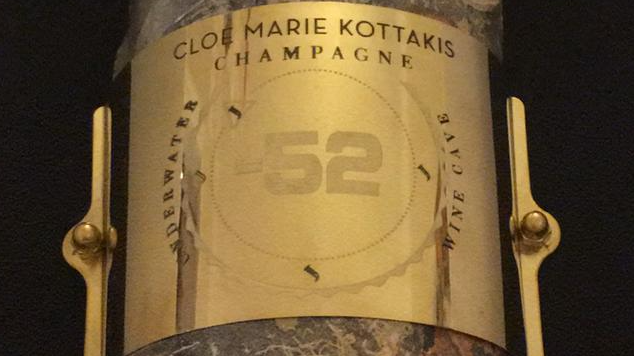 CLOE MARIE KOTTAKIS
CHAMPAGNE
UNDERWATER
-52
WINE CAVE
J
J
J
J